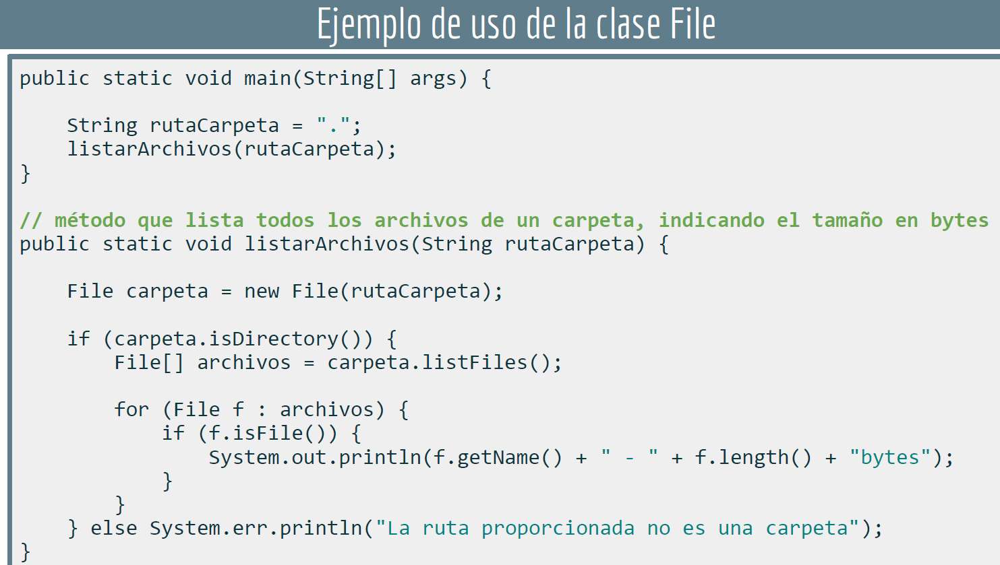 Ejemplo de uso de la clase File
public static void main(String[] args) {
String rutaCarpeta = ".";
listarArchivos(rutaCarpeta);
}
// método que lista todos los archivos de un carpeta, indicando el tamaño en bytes
public static void listarArchivos(String rutaCarpeta) {
File carpeta = new File(rutaCarpeta);
if (carpeta.isDirectory()) {
File[] archivos = carpeta.listFiles();
for (File f : archivos) {
if (f.isFile()) {
System.out.println(f.getName() + " - " + f.length() + "bytes");
}
}
} else System.err.println("La ruta proporcionada no es una carpeta");
}